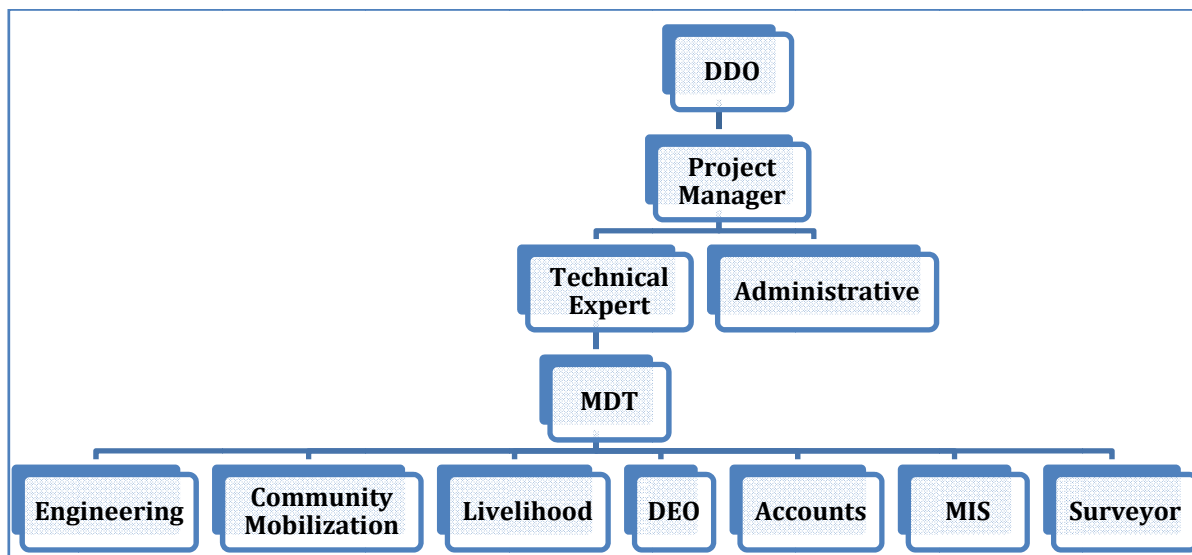 DDO
Project
Manager
Technical
Expert
Administrative
MDT
Engineering
Community
Mobilization
Livelihood
DEO
Accounts
MIS
Surveyor